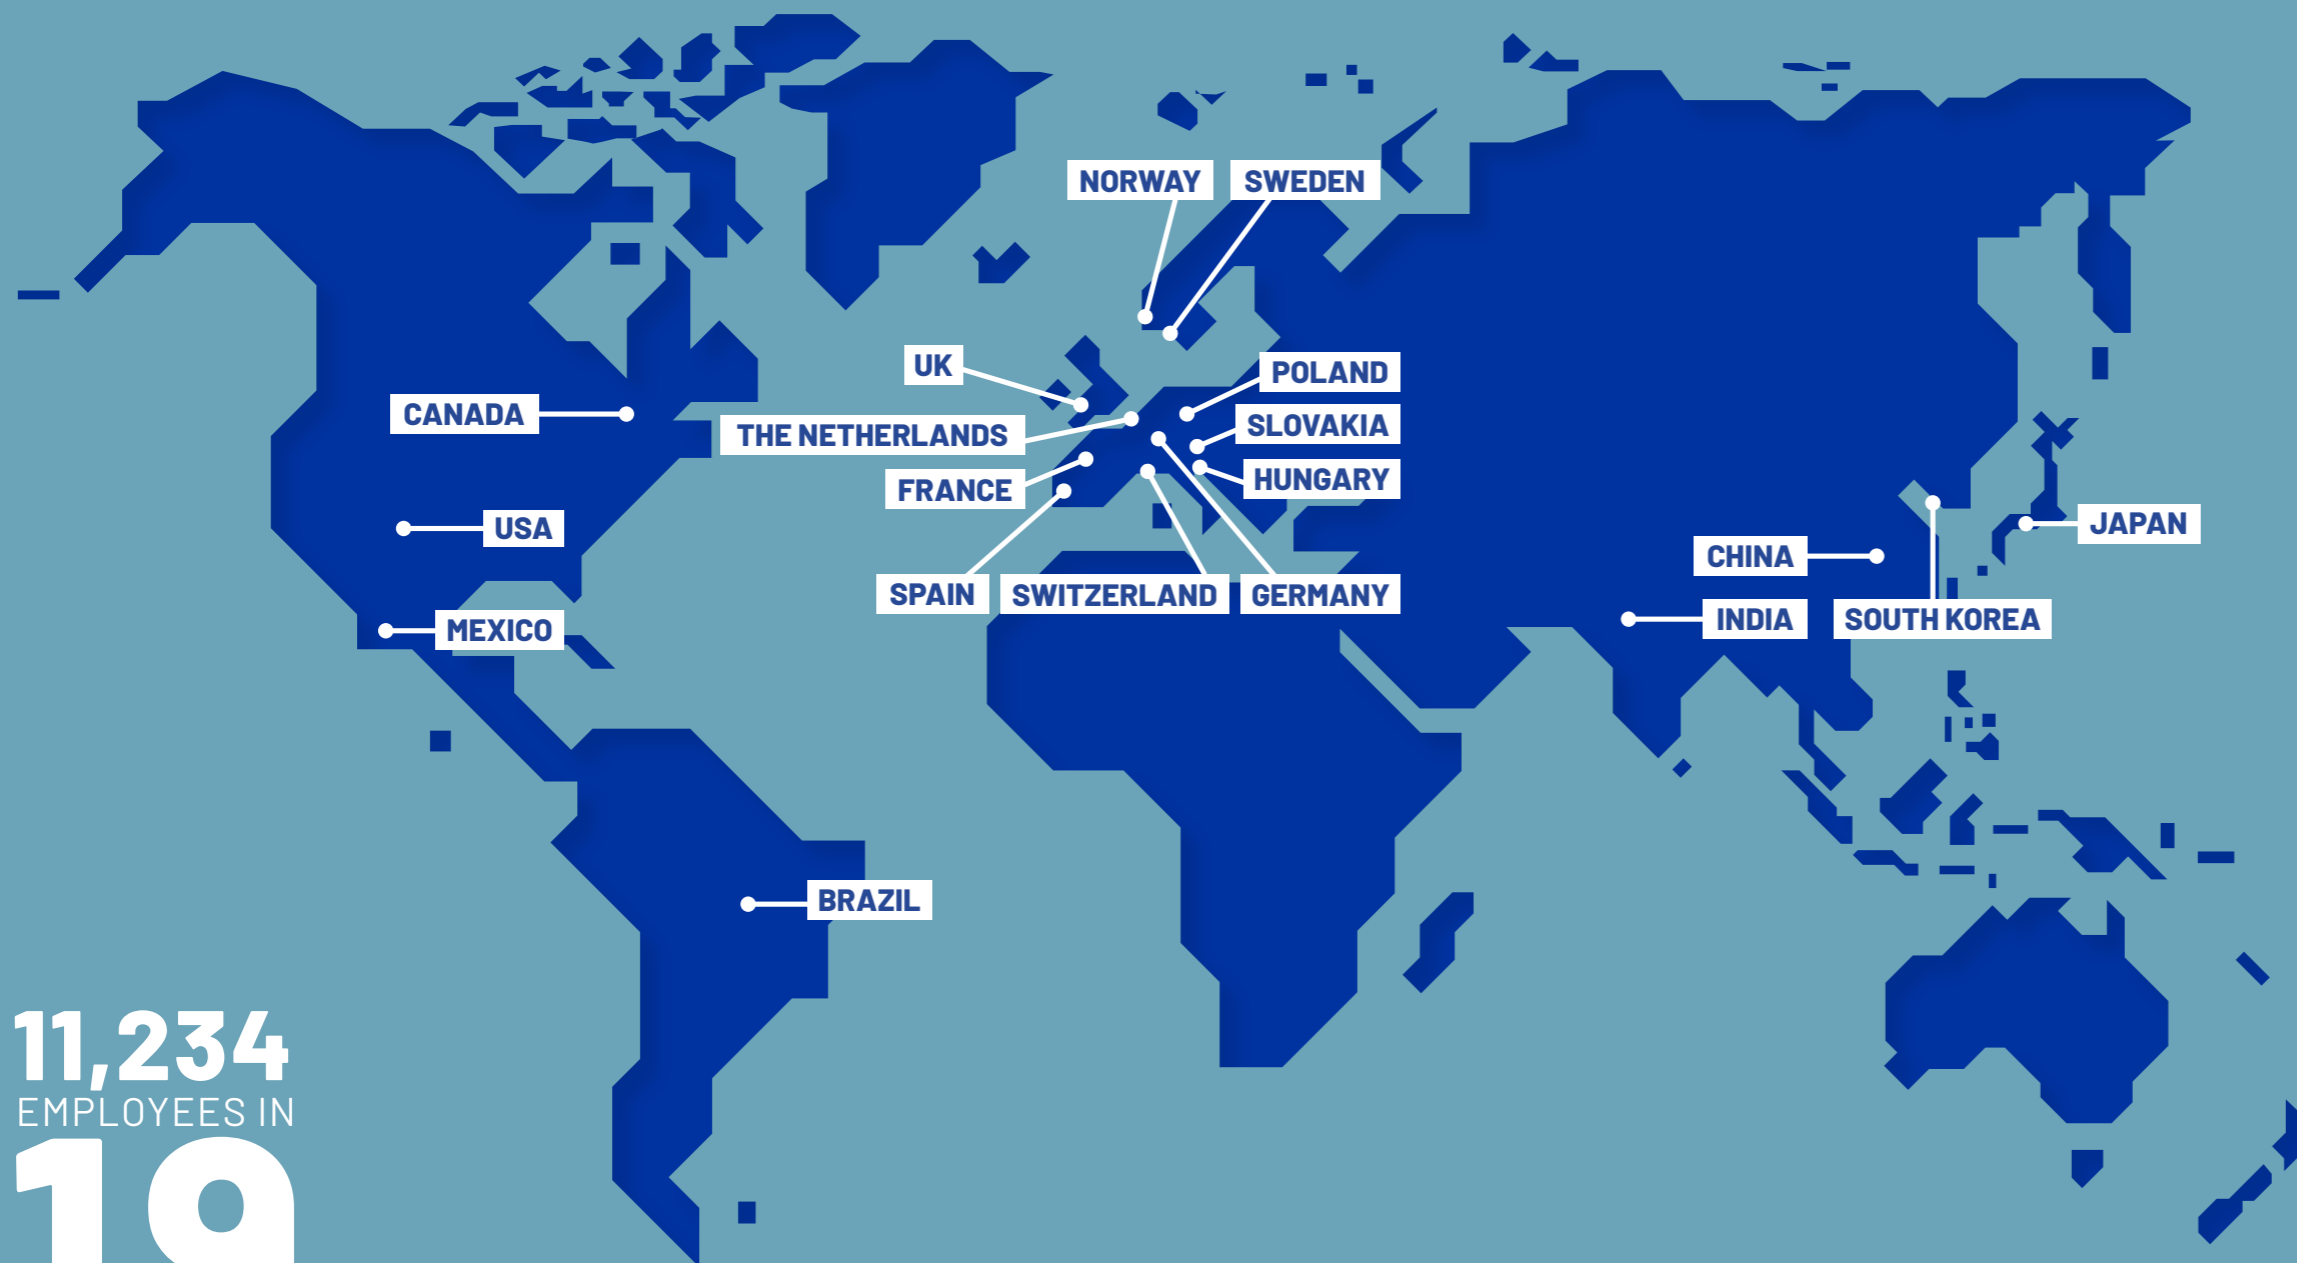 NORWAY
SWEDEN
UK
POLAND
CANADA
THE NETHERLANDS
SLOVAKIA
FRANCE
HUNGARY
USA
JAPAN
CHINA
SPAIN
SWITZERLAND
GERMANY
INDIA
SOUTH KOREA
MEXICO
BRAZIL
11,234
EMPLOYEES IN
19